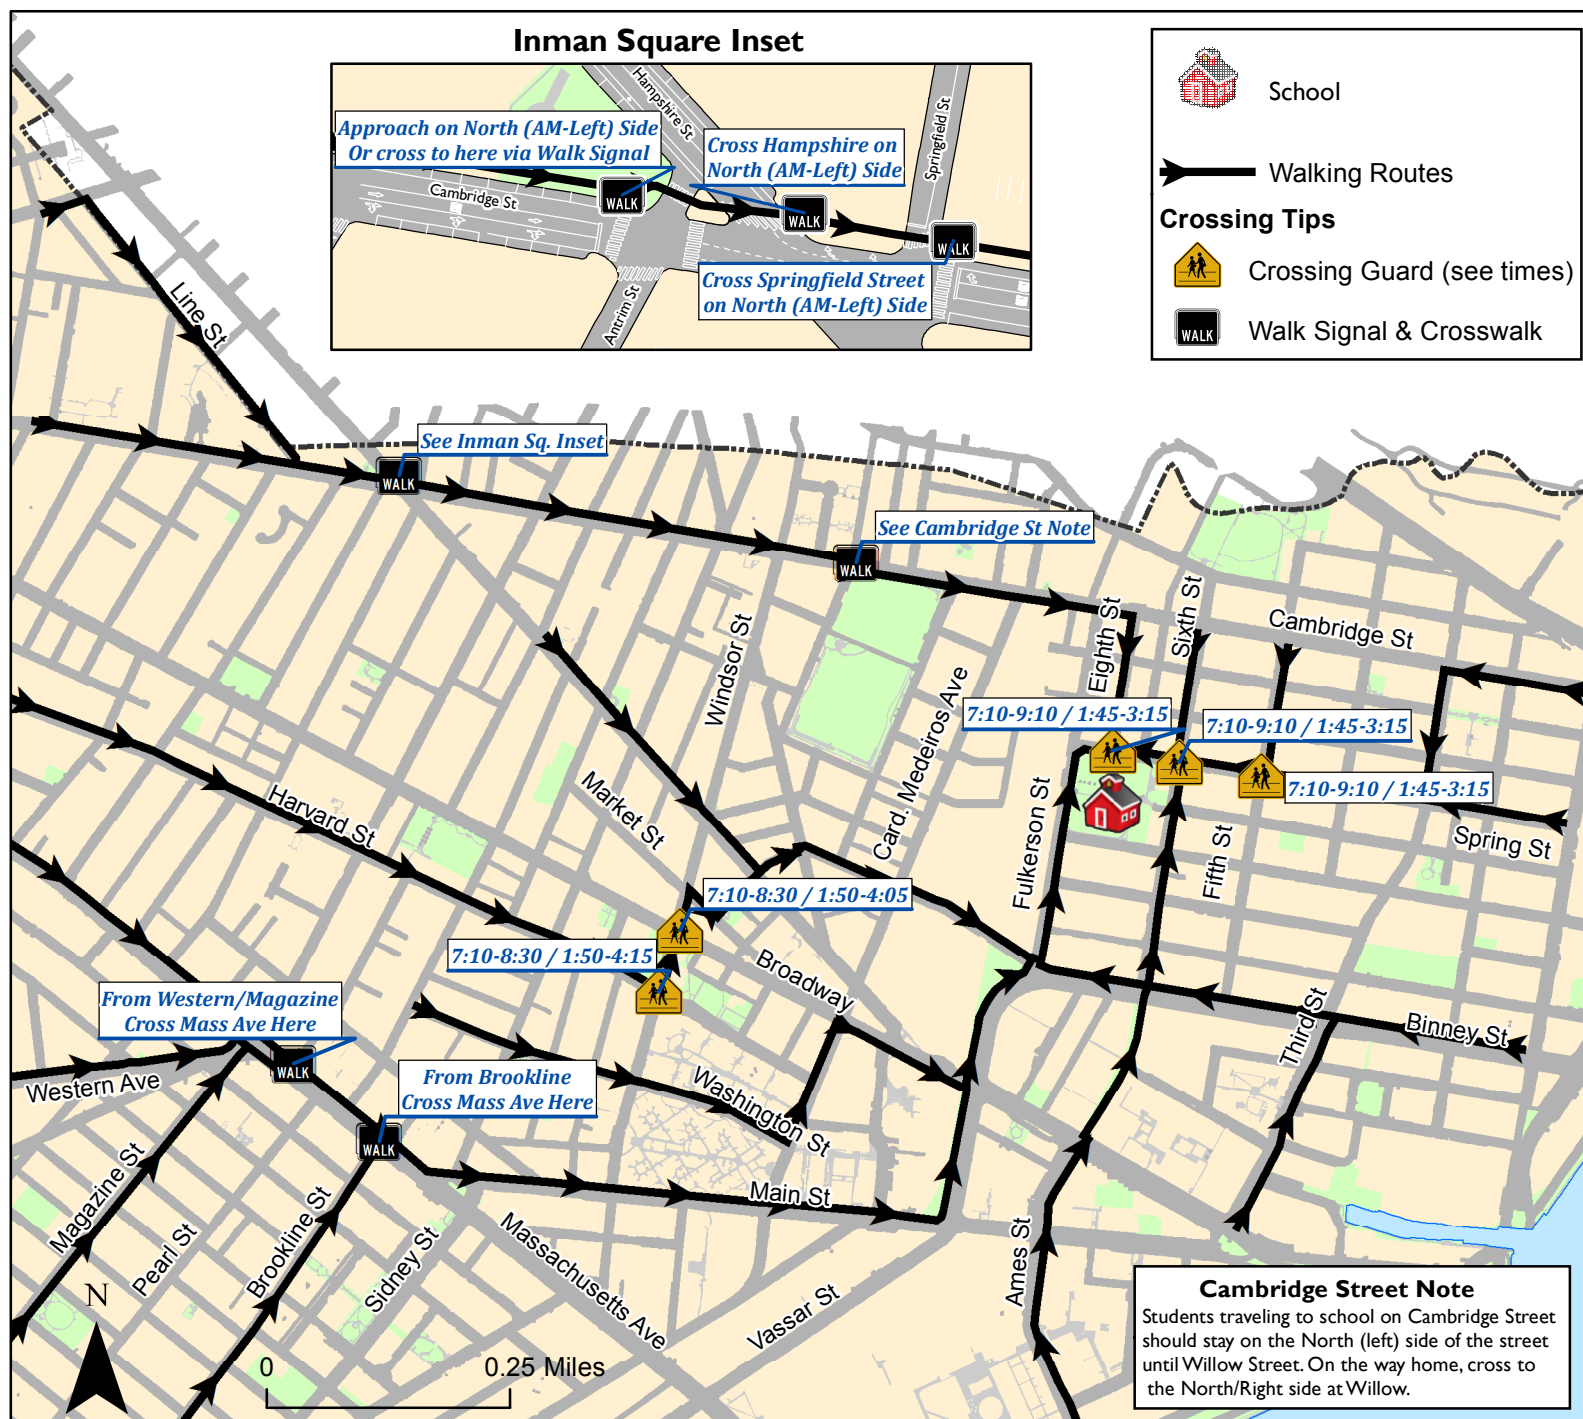 Inman Square Inset
Hampshire St
Springfield St
Approach on North (AM-Left) Side
Or cross to here via Walk Signal
Cross Hampshire on
North (AM-Left) Side
Cambridge St
WALK
WALK
WALK
Cross Springfield Street
on North (AM-Left) Side
Antrim St
School
Walking Routes
Crossing Tips
Crossing Guard (see times)
WALK
Walk Signal & Crosswalk
Line St
See Inman Sq. Inset
WALK
See Cambridge St Note
WALK
Windsor St
Eighth St
Sixth St
Cambridge St
Card. Medeiros Ave
7:10-9:10 / 1:45-3:15
7:10-9:10 / 1:45-3:15
7:10-9:10 / 1:45-3:15
Harvard St
Market St
Fulkerson St
Fifth St
Spring St
7:10-8:30 / 1:50-4:05
7:10-8:30 / 1:50-4:15
Broadway
From Western/Magazine
Cross Mass Ave Here
WALK
Western Ave
Third St
Binney St
From Brookline
Cross Mass Ave Here
WALK
Washington St
Main St
Magazine St
Pearl St
Brookline St
Sidney St
Massachusetts Ave
Vassar St
Ames St
N
0
0.25 Miles
Cambridge Street Note
Students traveling to school on Cambridge Street
should stay on the North (left) side of the street
until Willow Street. On the way home, cross to
the North/Right side at Willow.